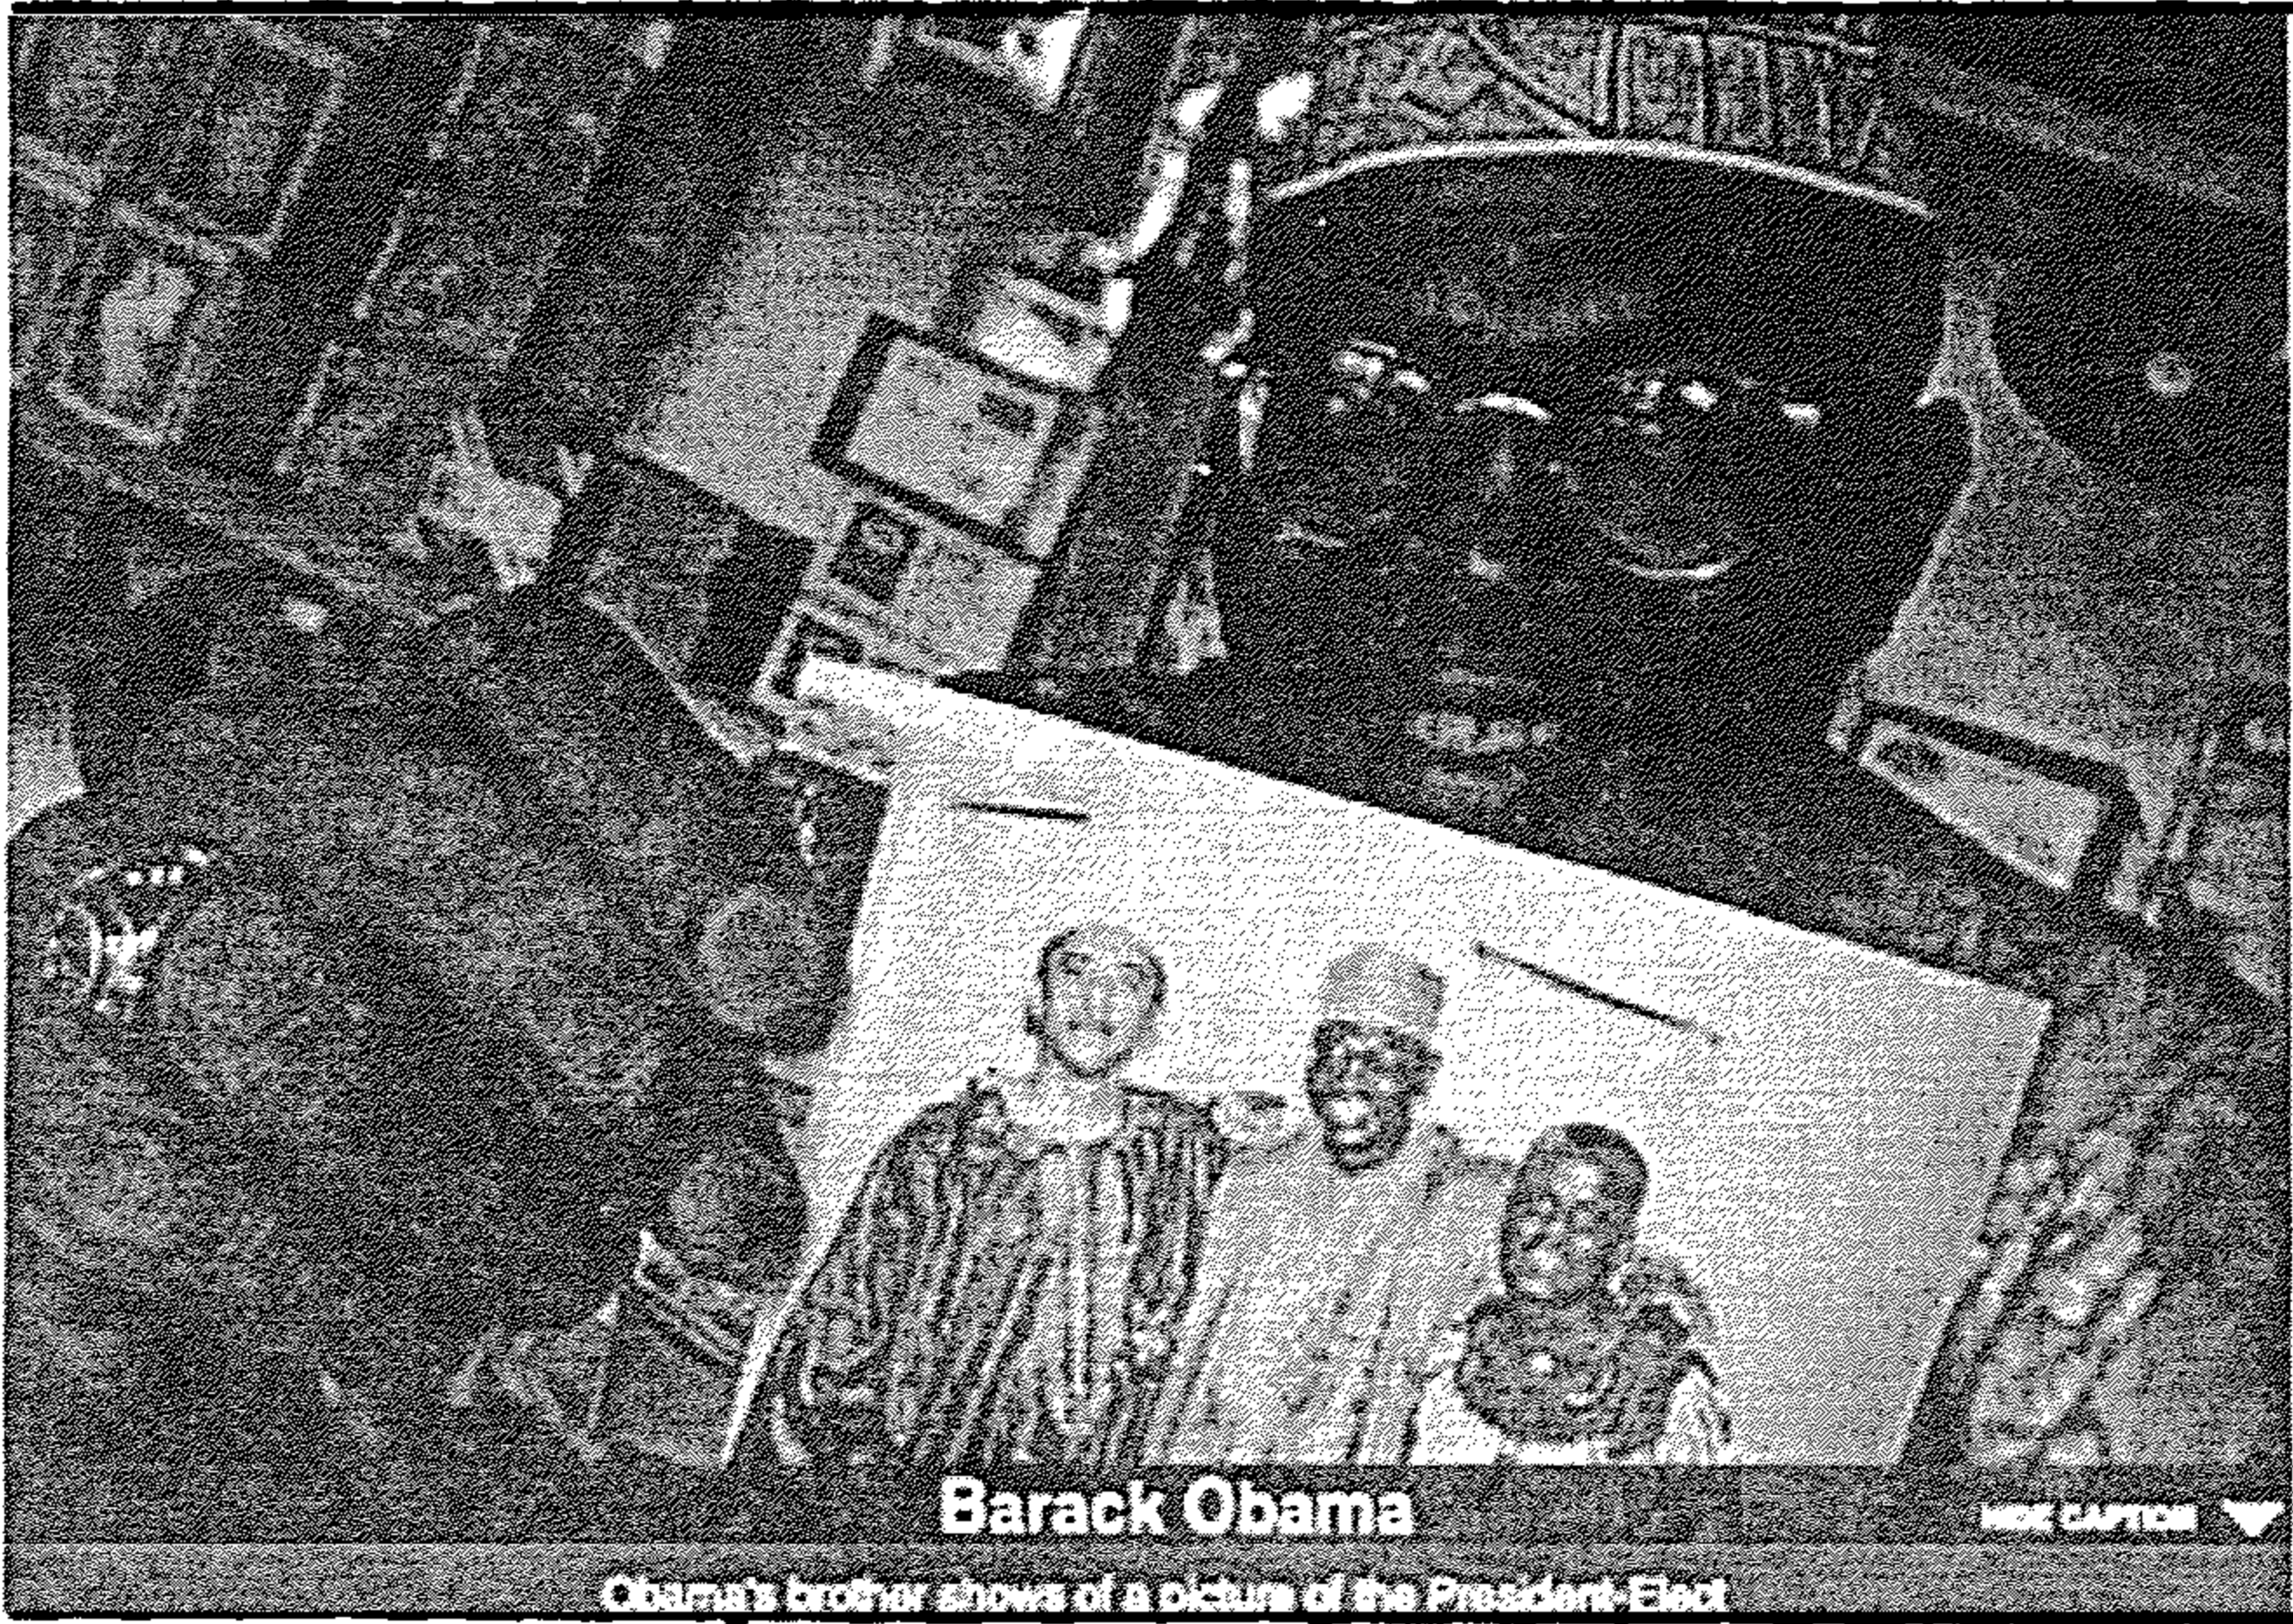 Barack Obama
HIDE CAPTION
Obama's brother shows of a picture of the President-Elect